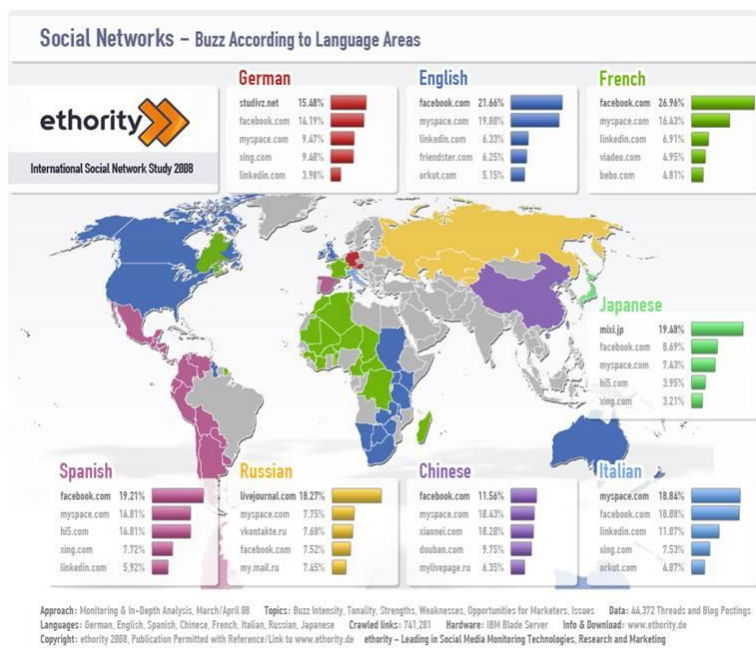 Social Networks – Buzz According to Language Areas
ethority
International Social Network Study 2008
German
studivz.net 15.48%
facebook.com 14.19%
myspace.com 9.47%
xing.com 9.40%
linkedin.com 3.98%
English
facebook.com 21.66%
myspace.com 19.88%
linkedin.com 6.33%
friendster.com 6.25%
orkut.com 5.15%
French
facebook.com 26.96%
myspace.com 16.43%
linkedin.com 6.91%
viadeo.com 4.95%
bebo.com 4.81%
Japanese
mixi.jp 19.48%
facebook.com 8.69%
myspace.com 7.43%
hi5.com 3.95%
xing.com 3.21%
Spanish
facebook.com 19.21%
myspace.com 14.81%
hi5.com 14.81%
xing.com 7.72%
linkedin.com 5,92%
Russian
livejournal.com 18.27%
myspace.com 7.75%
vkontakte.ru 7.68%
facebook.com 7.52%
my.mail.ru 7.45%
Chinese
facebook.com 11.56%
myspace.com 10.43%
xiaonei.com 10.20%
douban.com 9.75%
mylivepage.ru 6.35%
Italian
myspace.com 18.84%
facebook.com 18.08%
linkedin.com 11.07%
xing.com 7.53%
orkut.com 4.07%
Approach: Monitoring & In-Depth Analysis, March/April 08 Topics: Buzz Intensity, Tonality, Strengths, Weaknesses, Opportunities for Marketers, Issues Data: 44,372 Threads and Blog Postings
Languages: German, English, Spanish, Chinese, French, Italian, Russian, Japanese Crawled links: 741,281 Hardware: IBM Blade Server Info & Download: www.ethority.de
Copyright: ethority 2008, Publication Permitted with Reference/Link to www.ethority.de ethority – Leading in Social Media Monitoring Technologies, Research and Marketing